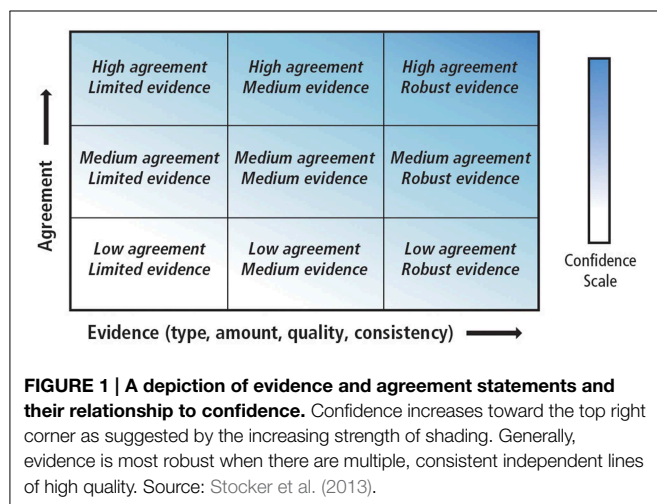 High agreement
Limited evidence
High agreement
Medium evidence
High agreement
Robust evidence
Medium agreement
Limited evidence
Medium agreement
Medium evidence
Medium agreement
Robust evidence
Low agreement
Limited evidence
Low agreement
Medium evidence
Low agreement
Robust evidence
Agreement
Evidence (type, amount, quality, consistency)
Confidence
Scale
FIGURE 1 | A depiction of evidence and agreement statements and
their relationship to confidence. Confidence increases toward the top right
corner as suggested by the increasing strength of shading. Generally,
evidence is most robust when there are multiple, consistent independent lines
of high quality. Source: Stocker et al. (2013).